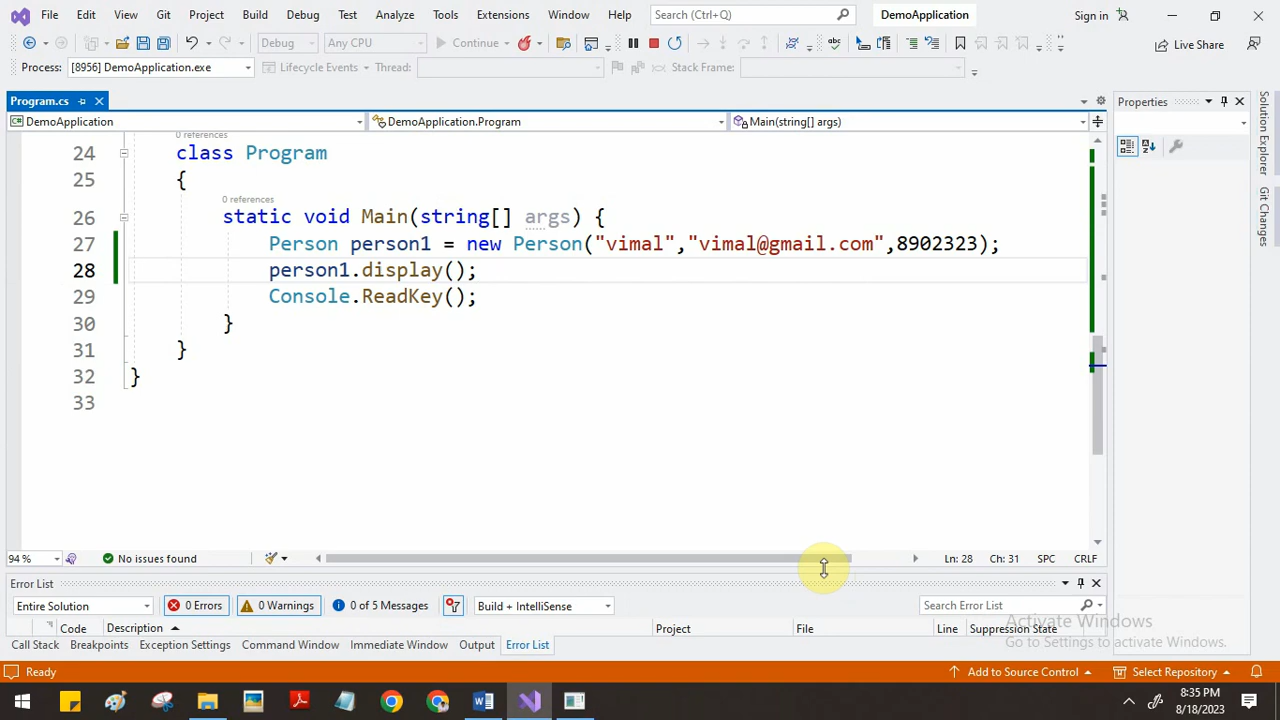 File Edit View Git Project Build Debug Test Analyze Tools Extensions Window Help Search (Ctrl+Q) DemoApplication Sign in
Debug Any CPU Continue Live Share
Process: [8956] DemoApplication.exe Lifecycle Events Thread: Stack Frame:
Program.cs Properties
DemoApplication DemoApplication.Program Main(string[] args)
0 references
24 class Program
25 {
0 references
26 static void Main(string[] args) {
27 Person person1 = new Person("vimal","vimal@gmail.com",8902323);
28 person1.display();
29 Console.ReadKey();
30 }
31 }
32 }
33
Solution Explorer
Git Changes
94 % No issues found Ln: 28 Ch: 31 SPC CRLF
Error List
Entire Solution 0 Errors 0 Warnings 0 of 5 Messages Build + IntelliSense Search Error List
Code Description Project File Line Suppression State
Activate Windows
Go to Settings to activate Windows.
Call Stack Breakpoints Exception Settings Command Window Immediate Window Output Error List
Ready Add to Source Control Select Repository
8:35 PM
8/18/2023